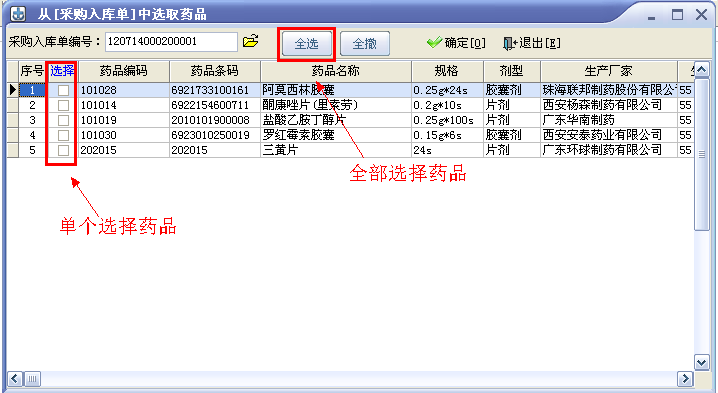 从[采购入库单]中选取药品
采购入库单编号： 120714000200001 全选 全撤 确定[O] 退出[E]
序号 选择 药品编码 药品条码 药品名称 规格 剂型 生产厂家
1 101028 6921733100161 阿莫西林胶囊 0.25g*24s 胶囊剂 珠海联邦制药股份有限公 55
2 101014 6922154600711 酮康唑片(里素劳) 0.2g*10s 片剂 西安杨森制药有限公司 55
3 101019 2010101900008 盐酸乙胺丁醇片 0.25g*100s 片剂 广东华南制药 55
4 101030 6923010250019 罗红霉素胶囊 0.15g*6s 胶囊剂 西安安泰药业有限公司 55
5 202015 202015 三黄片 24s 片剂 广东环球制药有限公司 55
全部选择药品
单个选择药品